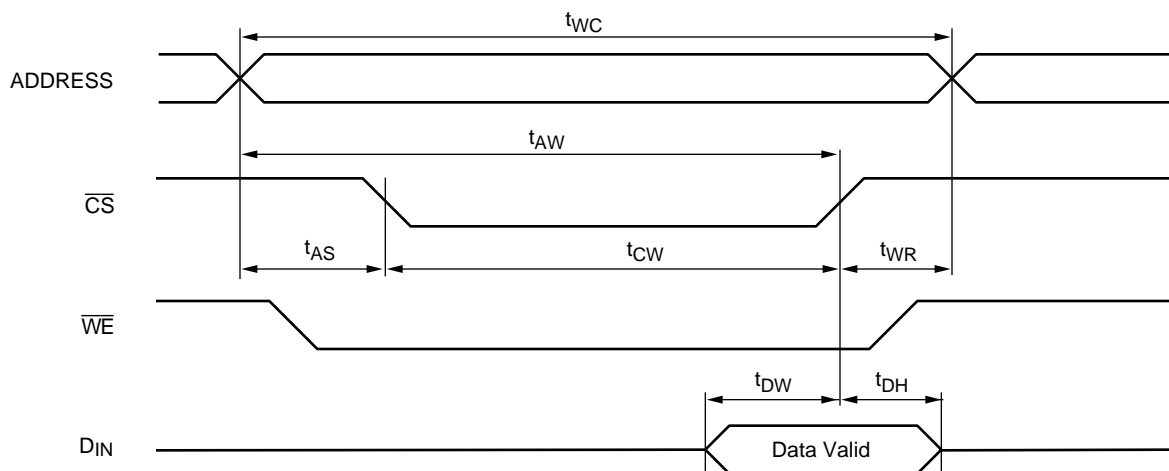 tWC
ADDRESS
tAW
CS
tAS
tCW
tWR
WE
tDW
tDH
DIN
Data Valid